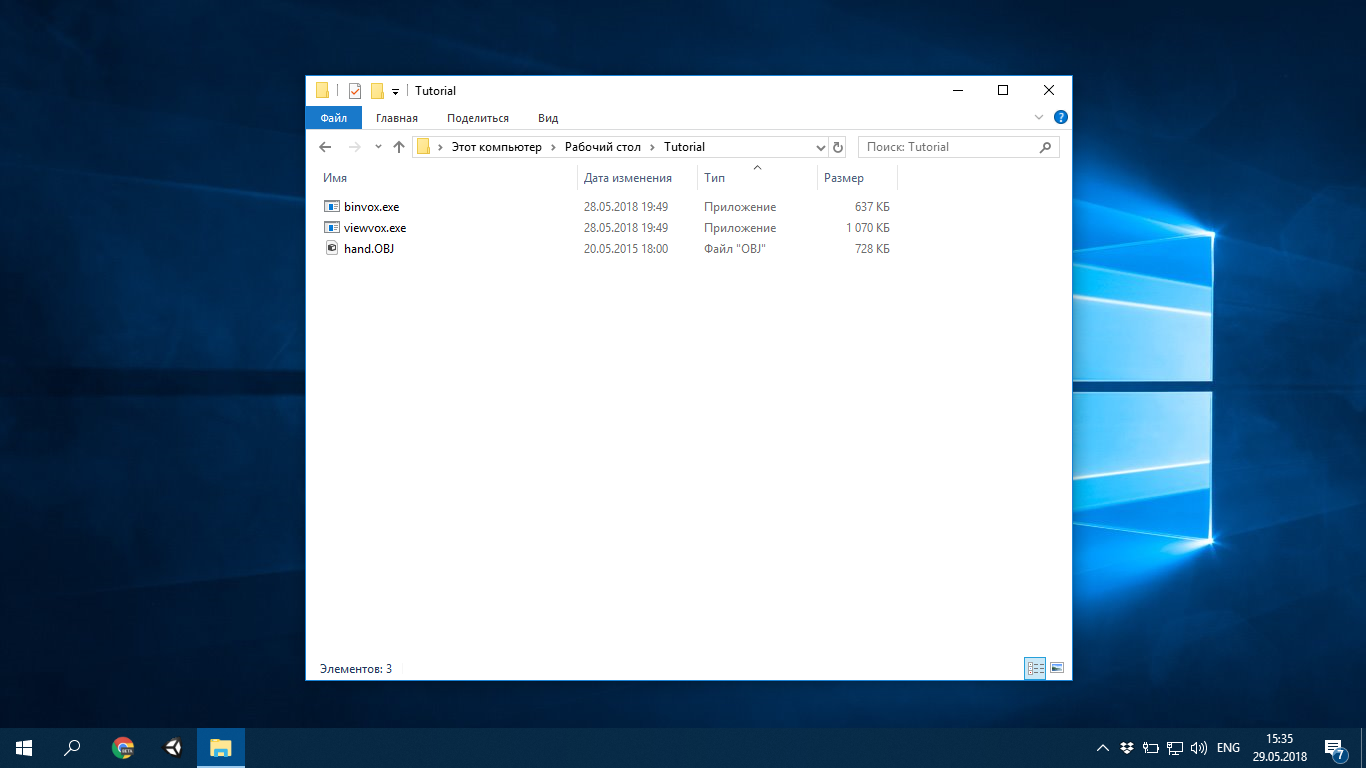 Tutorial
Файл Главная Поделиться Вид
?
Этот компьютер Рабочий стол Tutorial
Поиск: Tutorial
Имя Дата изменения Тип Размер
binvox.exe 28.05.2018 19:49 Приложение 637 КБ
viewvox.exe 28.05.2018 19:49 Приложение 1 070 КБ
hand.OBJ 20.05.2015 18:00 Файл "OBJ" 728 КБ
Элементов: 3
BETA
ENG
15:35
29.05.2018
7